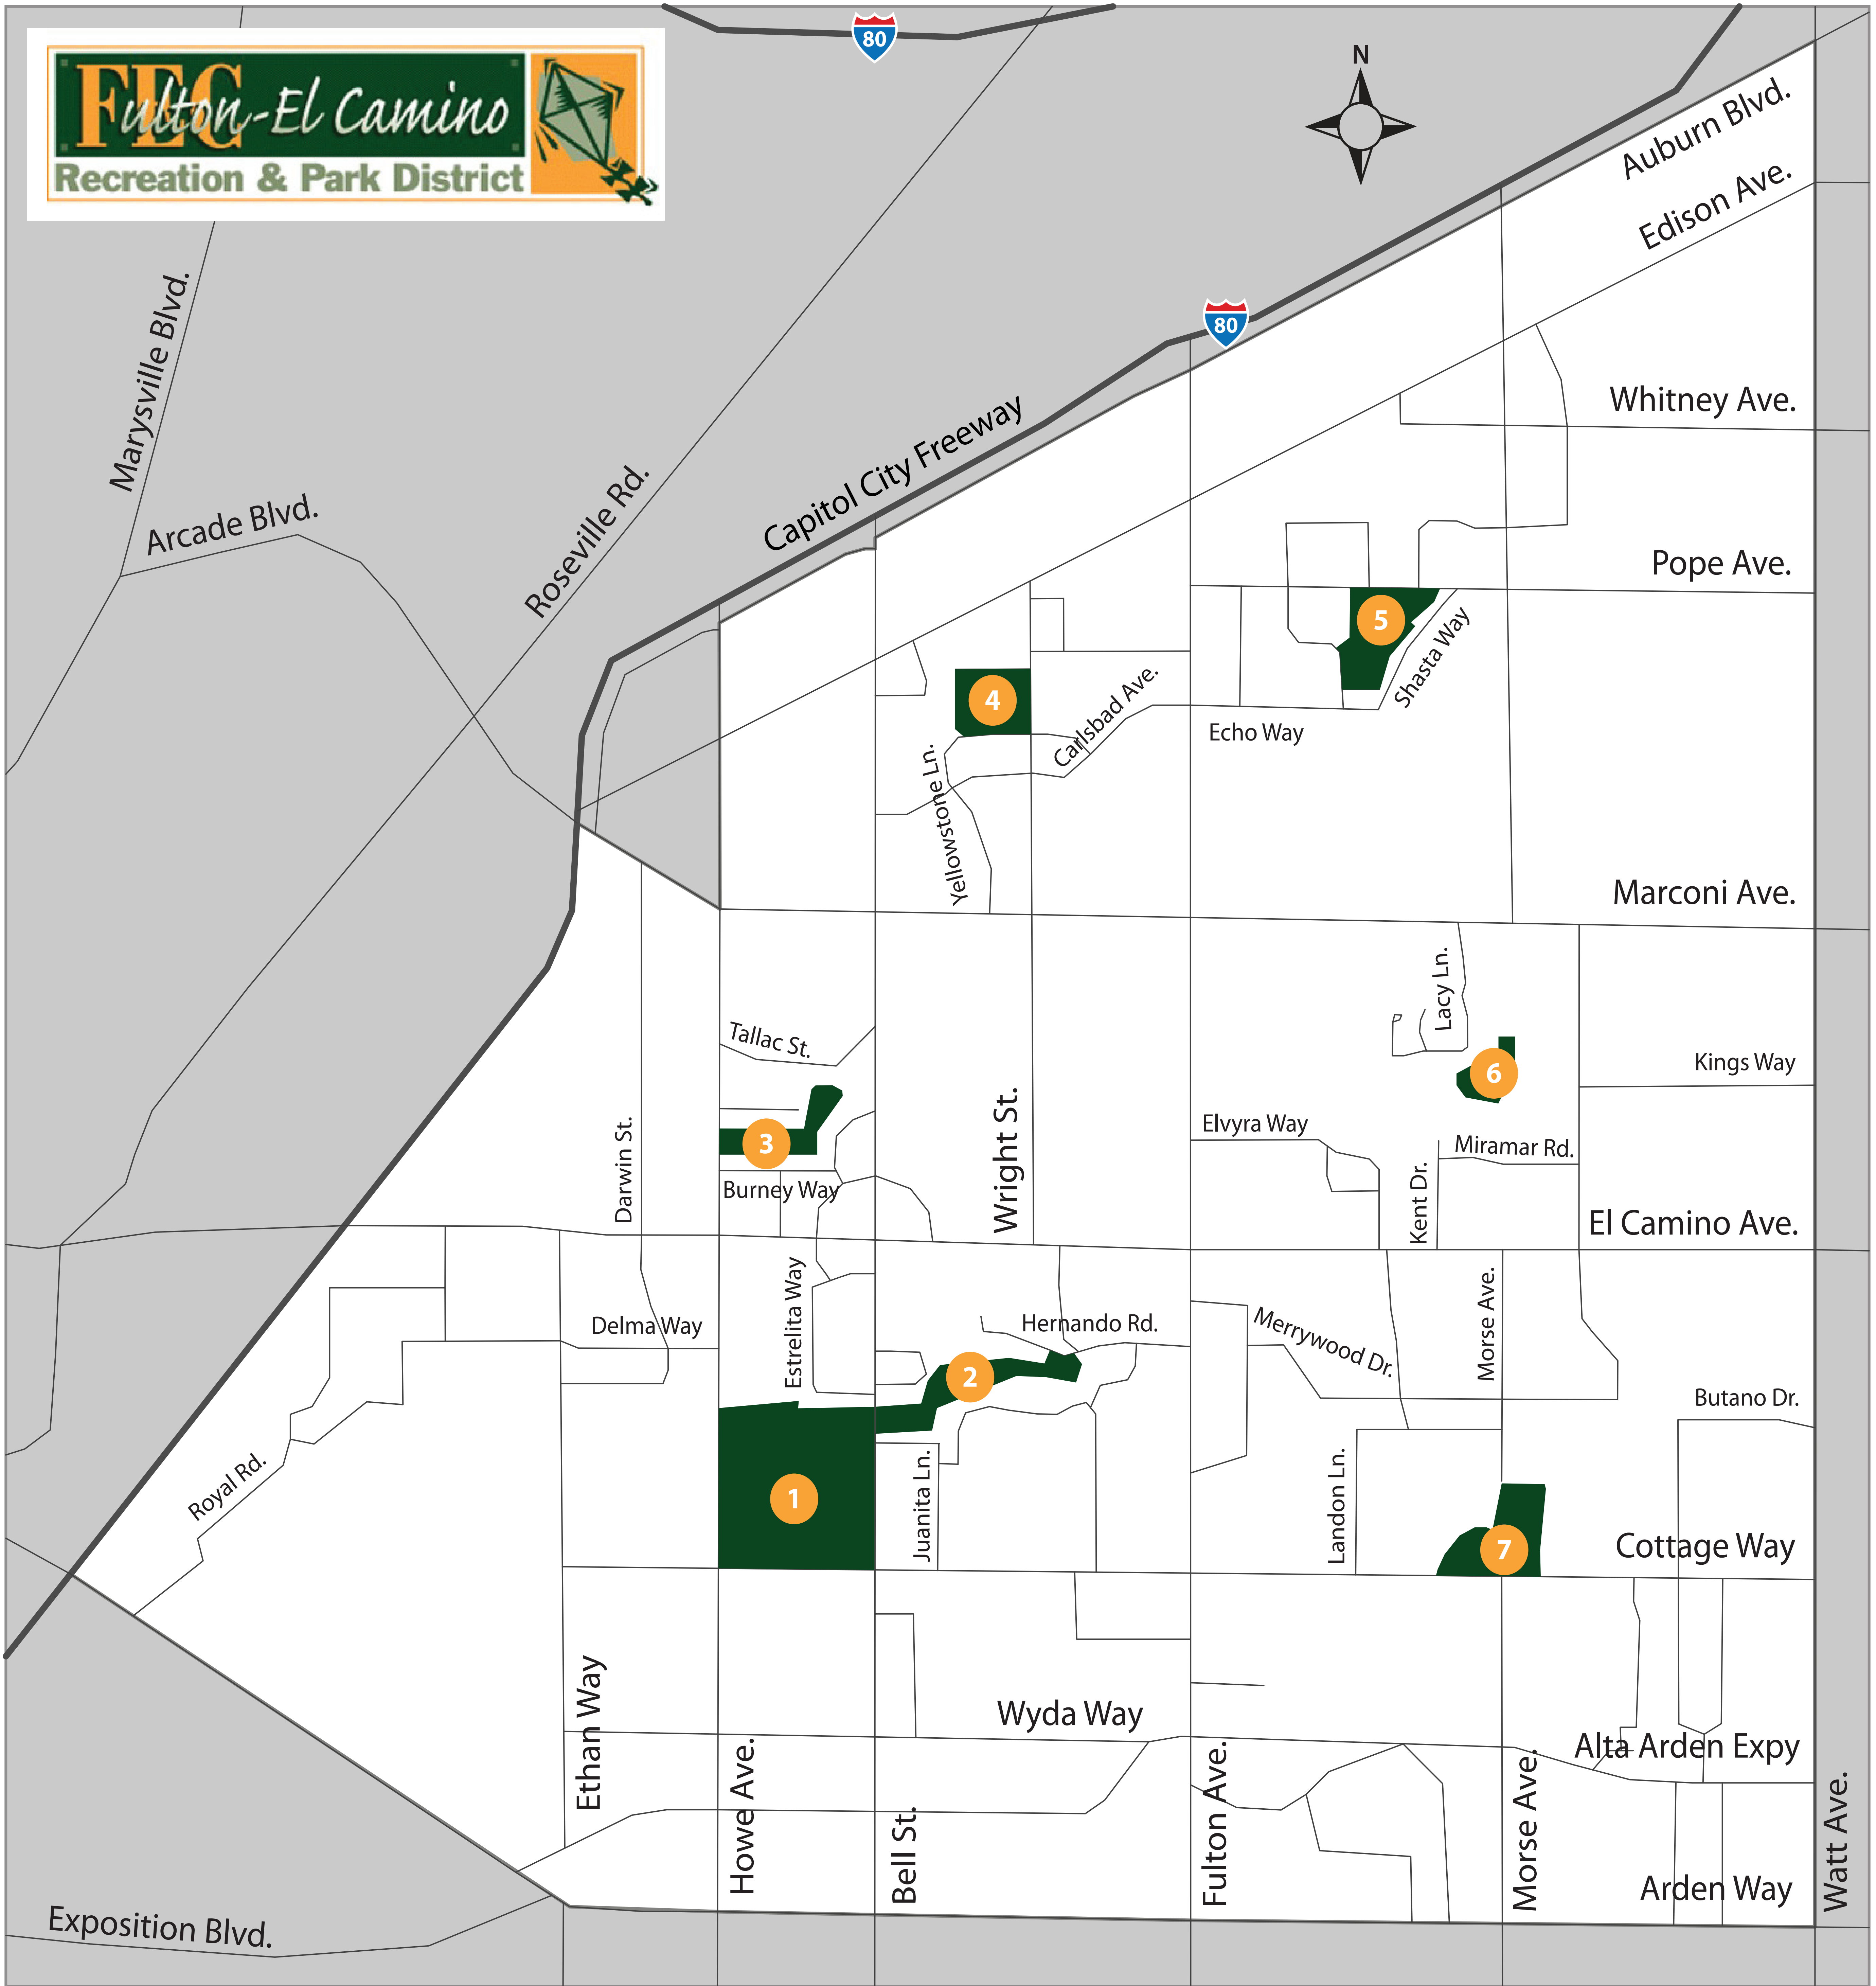 80
N
FEC
Fulton-El Camino
Recreation & Park District
Auburn Blvd.
Edison Ave.
Marysville Blvd.
80
Whitney Ave.
Capitol City Freeway
Arcade Blvd.
Roseville Rd.
Pope Ave.
5
Shasta Way
4
Carlsbad Ave.
Echo Way
Yellowstone Ln.
Marconi Ave.
Lacy Ln.
Tallac St.
Kings Way
6
Wright St.
Elvyra Way
3
Miramar Rd.
Darwin St.
Burney Way
Kent Dr.
El Camino Ave.
Estrelita Way
Morse Ave.
Delma Way
Hernando Rd.
Merrywood Dr.
2
Butano Dr.
Royal Rd.
1
Juanita Ln.
Landon Ln.
7
Cottage Way
Ethan Way
Wyda Way
Alta Arden Expy
Howe Ave.
Bell St.
Fulton Ave.
Morse Ave.
Watt Ave.
Arden Way
Exposition Blvd.